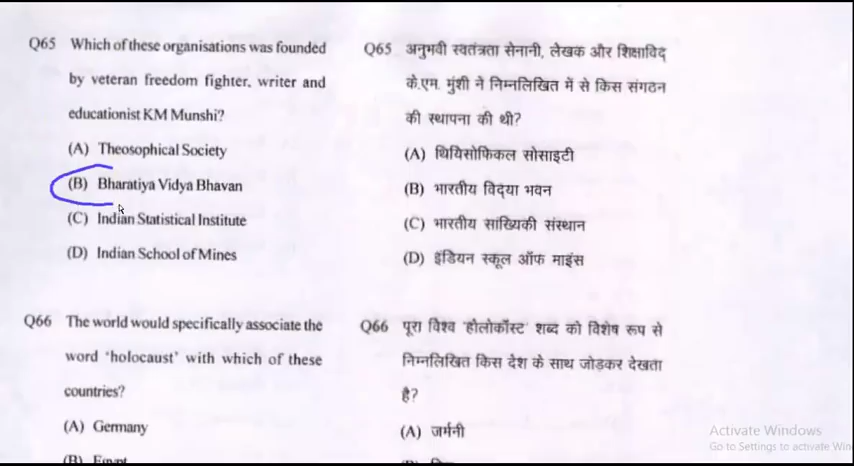 Q65 Which of these organisations was founded
by veteran freedom fighter, writer and
educationist KM Munshi?
(A) Theosophical Society
(B) Bharatiya Vidya Bhavan
(C) Indian Statistical Institute
(D) Indian School of Mines
Q66 The world would specifically associate the
word 'holocaust' with which of these
countries?
(A) Germany
(B) Egypt
Q65 अनुभवी स्वतंत्रता सेनानी, लेखक और शिक्षाविद्
के.एम. मुंशी ने निम्नलिखित में से किस संगठन
की स्थापना की थी?
(A) थियिसोफिकल सोसाइटी
(B) भारतीय विद्या भवन
(C) भारतीय सांख्यिकी संस्थान
(D) इंडियन स्कूल ऑफ माइंस
Q66 पूरा विश्व 'होलोकॉस्ट' शब्द को विशेष रूप से
निम्नलिखित किस देश के साथ जोड़कर देखता
है?
(A) जर्मनी
Activate Windows
Go to Settings to activate Win